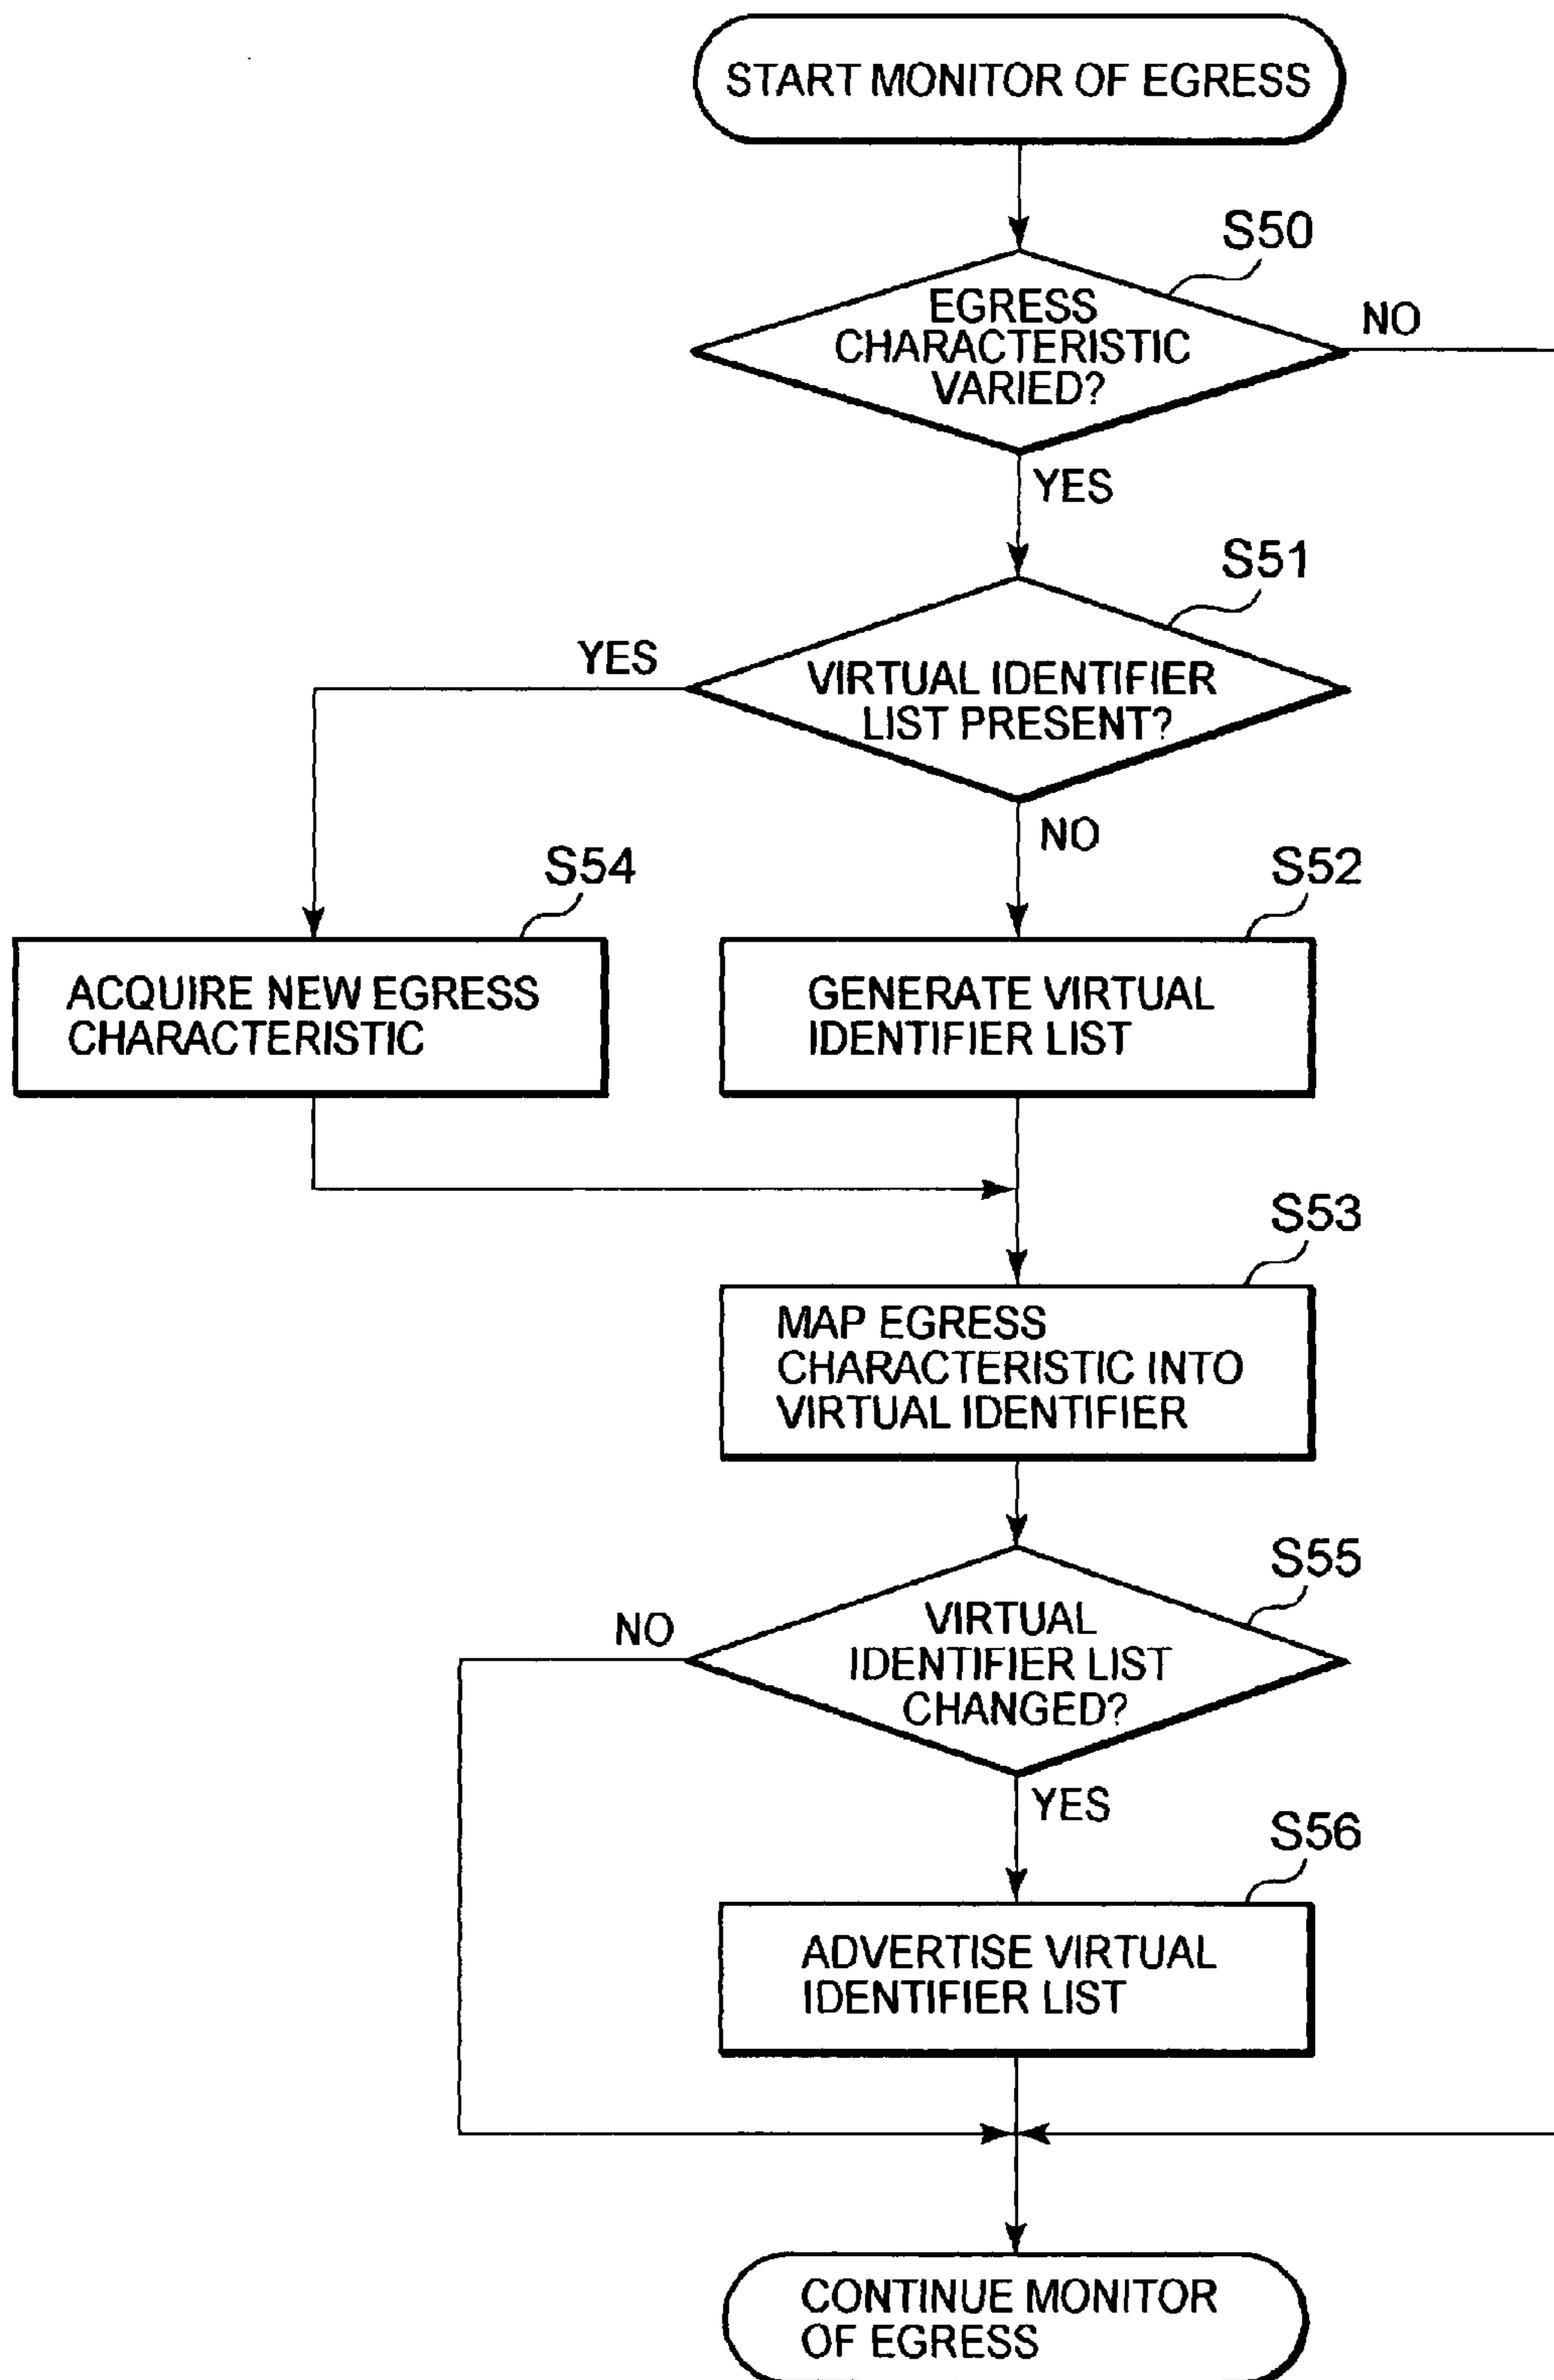 START MONITOR OF EGRESS
S50
EGRESS
CHARACTERISTIC
VARIED?
NO
YES
S51
YES
VIRTUAL IDENTIFIER
LIST PRESENT?
NO
S54
S52
ACQUIRE NEW EGRESS
CHARACTERISTIC
GENERATE VIRTUAL
IDENTIFIER LIST
S53
MAP EGRESS
CHARACTERISTIC INTO
VIRTUAL IDENTIFIER
S55
NO
VIRTUAL
IDENTIFIER LIST
CHANGED?
YES
S56
ADVERTISE VIRTUAL
IDENTIFIER LIST
CONTINUE MONITOR
OF EGRESS